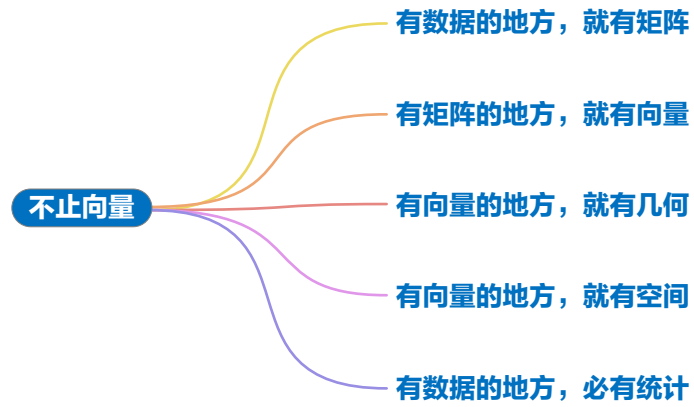 不止向量
有数据的地方，就有矩阵
有矩阵的地方，就有向量
有向量的地方，就有几何
有向量的地方，就有空间
有数据的地方，必有统计